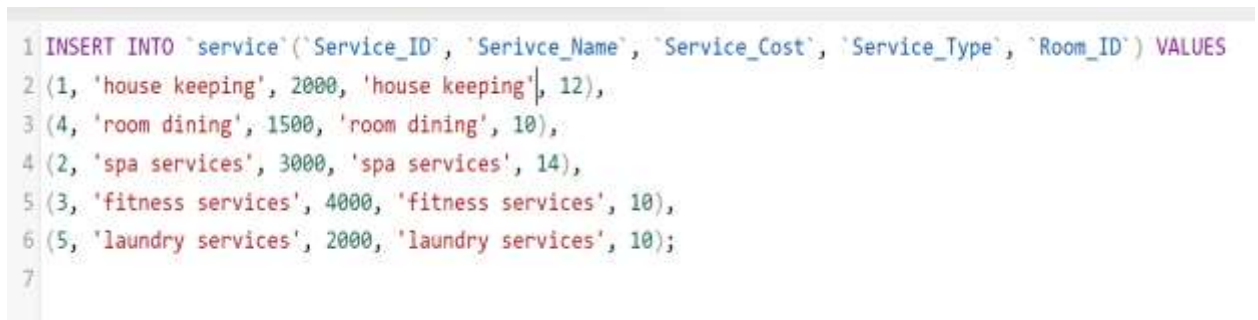 1 INSERT INTO `service`(`Service_ID`, `Serivce_Name`, `Service_Cost`, `Service_Type`, `Room_ID`) VALUES
2 (1, 'house keeping', 2000, 'house keeping', 12),
3 (4, 'room dining', 1500, 'room dining', 10),
4 (2, 'spa services', 3000, 'spa services', 14),
5 (3, 'fitness services', 4000, 'fitness services', 10),
6 (5, 'laundry services', 2000, 'laundry services', 10);
7